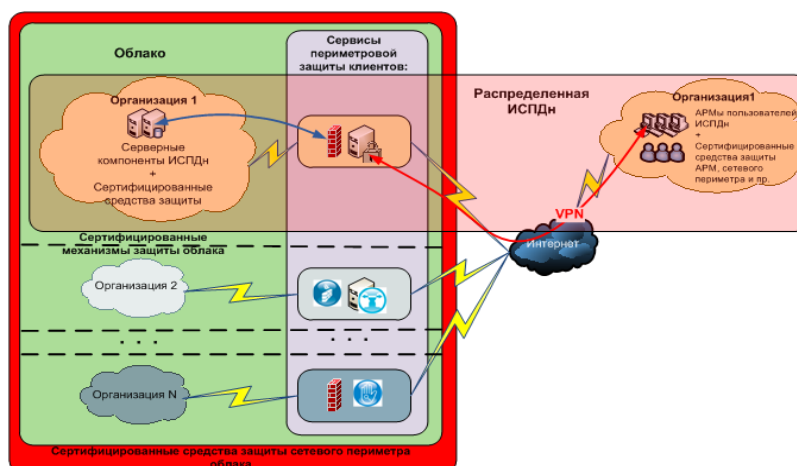 Облако
Сервисы
периметровой
защиты клиентов:
Организация 1
Серверные
компоненты ИСПДн
+
Сертифицированные
средства защиты
Распределенная
ИСПДн
Организация1
АРМы пользователей
ИСПДн
+
Сертифицированные
средства защиты
АРМ, сетевого
периметра и пр.
VPN
Интернет
Сертифицированные
механизмы защиты облака
Организация 2
. . .
. . .
Организация N
Сертифицированные средства защиты сетевого периметра
облака